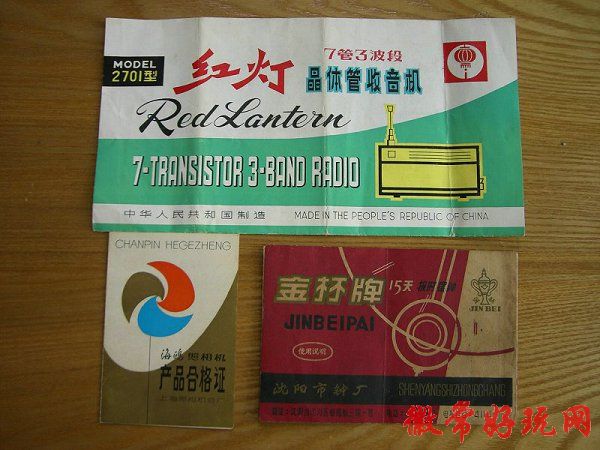 MODEL
2701型
红灯
7管3波段
晶体管收音机
Red Lantern
7-TRANSISTOR 3-BAND RADIO
中华人民共和国制造
MADE IN THE PEOPLE'S REPUBLIC OF CHINA
CHANPIN HEGEZHENG
海鸥照相机
产品合格证
金杯牌
15天
JINBEIPAI
JIN BEI
使用说明
沈阳市钟厂
SHENYANGSHIZHONGCHANG
徽常好玩网